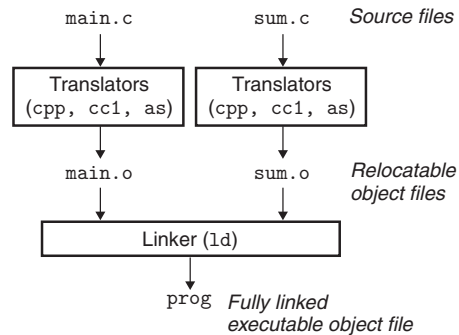 main.c sum.c Source files
Translators Translators
(cpp, cc1, as) (cpp, cc1, as)
main.o sum.o Relocatable
object files
Linker (ld)
prog Fully linked
executable object file